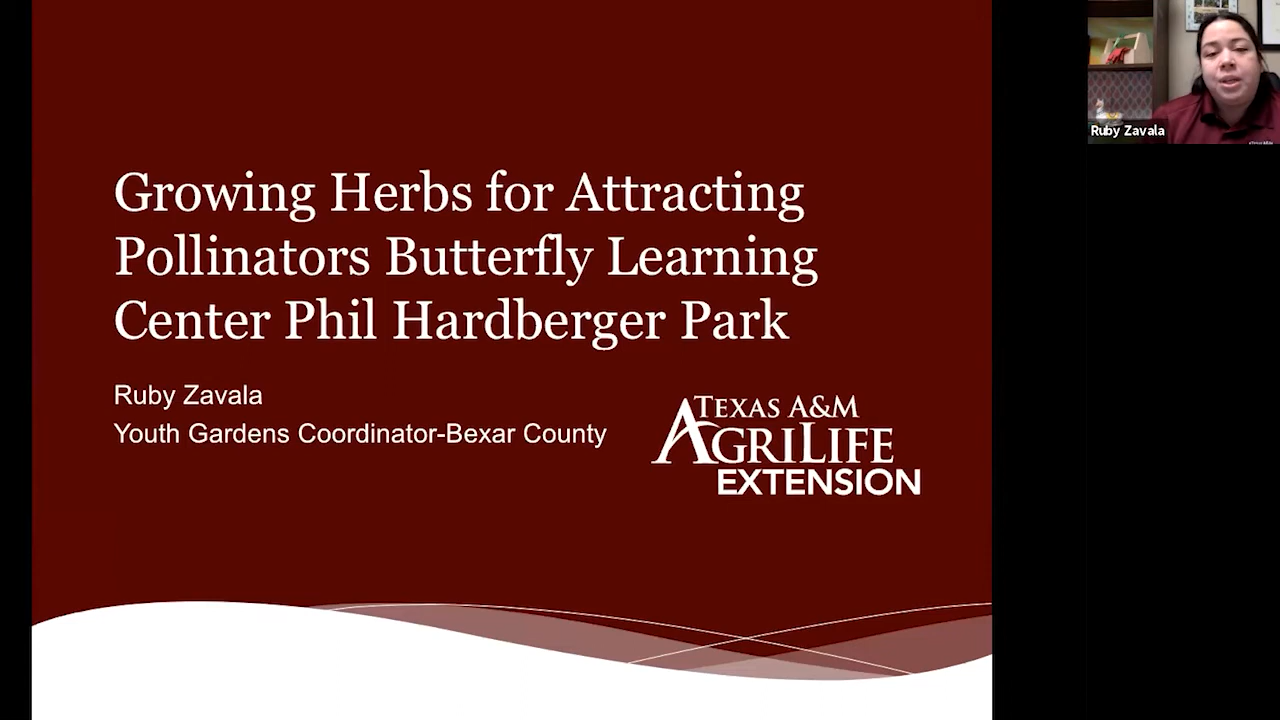 Growing Herbs for Attracting
Pollinators Butterfly Learning
Center Phil Hardberger Park
Ruby Zavala
Youth Gardens Coordinator-Bexar County
TEXAS A&M
AGRILIFE
EXTENSION
Ruby Zavala